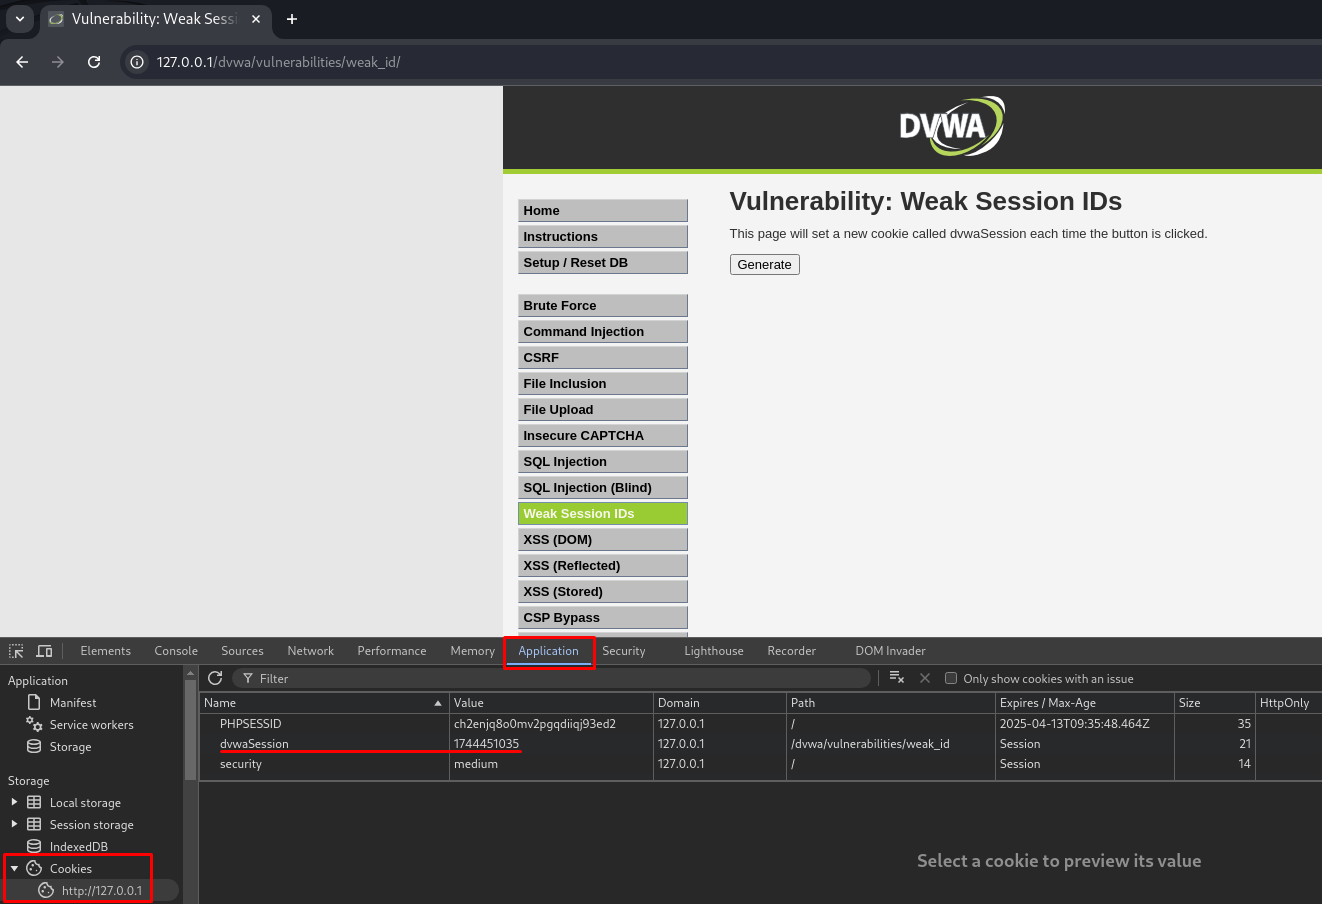 Vulnerability: Weak Sessi
127.0.0.1/dvwa/vulnerabilities/weak_id/
DVWA
Home
Instructions
Setup / Reset DB
Brute Force
Command Injection
CSRF
File Inclusion
File Upload
Insecure CAPTCHA
SQL Injection
SQL Injection (Blind)
Weak Session IDs
XSS (DOM)
XSS (Reflected)
XSS (Stored)
CSP Bypass
Vulnerability: Weak Session IDs
This page will set a new cookie called dvwaSession each time the button is clicked.
Generate
Elements Console Sources Network Performance Memory Application Security Lighthouse Recorder DOM Invader
Application
Manifest
Service workers
Storage
Storage
Local storage
Session storage
IndexedDB
Cookies
http://127.0.0.1
Filter Only show cookies with an issue
Name Value Domain Path Expires / Max-Age Size HttpOnly
PHPSESSID ch2enjq8o0mv2pgqdiiqj93ed2 127.0.0.1 / 2025-04-13T09:35:48.464Z 35
dvwaSession 1744451035 127.0.0.1 /dvwa/vulnerabilities/weak_id Session 21
security medium 127.0.0.1 / Session 14
Select a cookie to preview its value